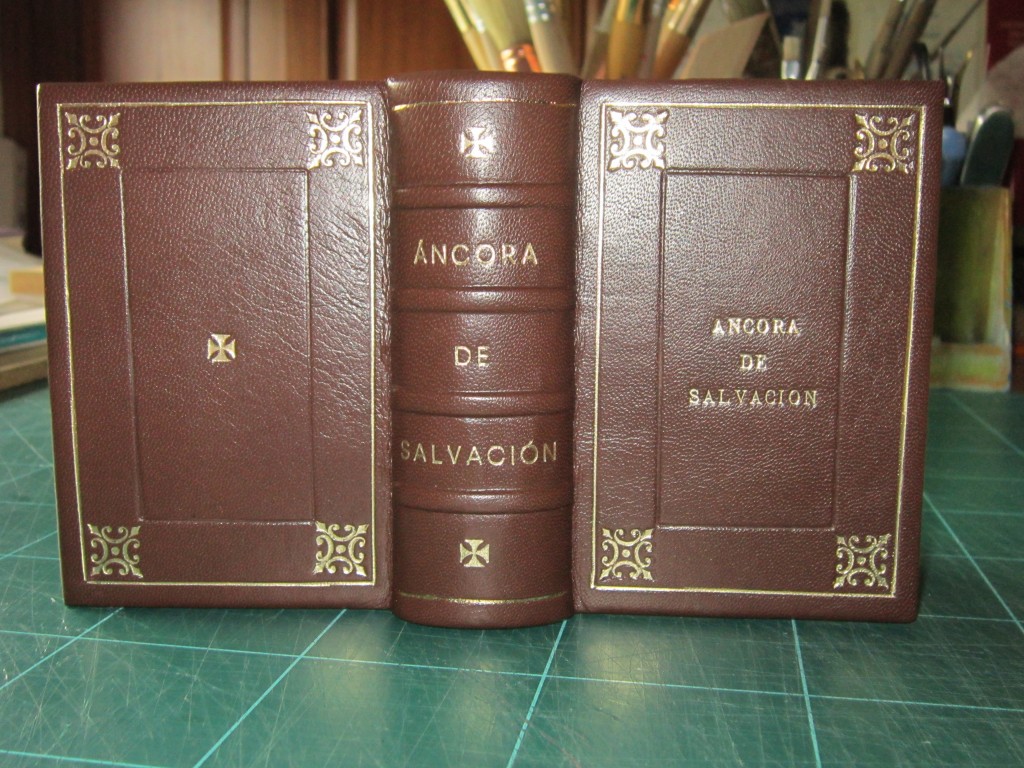 ÁNCORA
DE
SALVACIÓN
ANCORA
DE
SALVACION